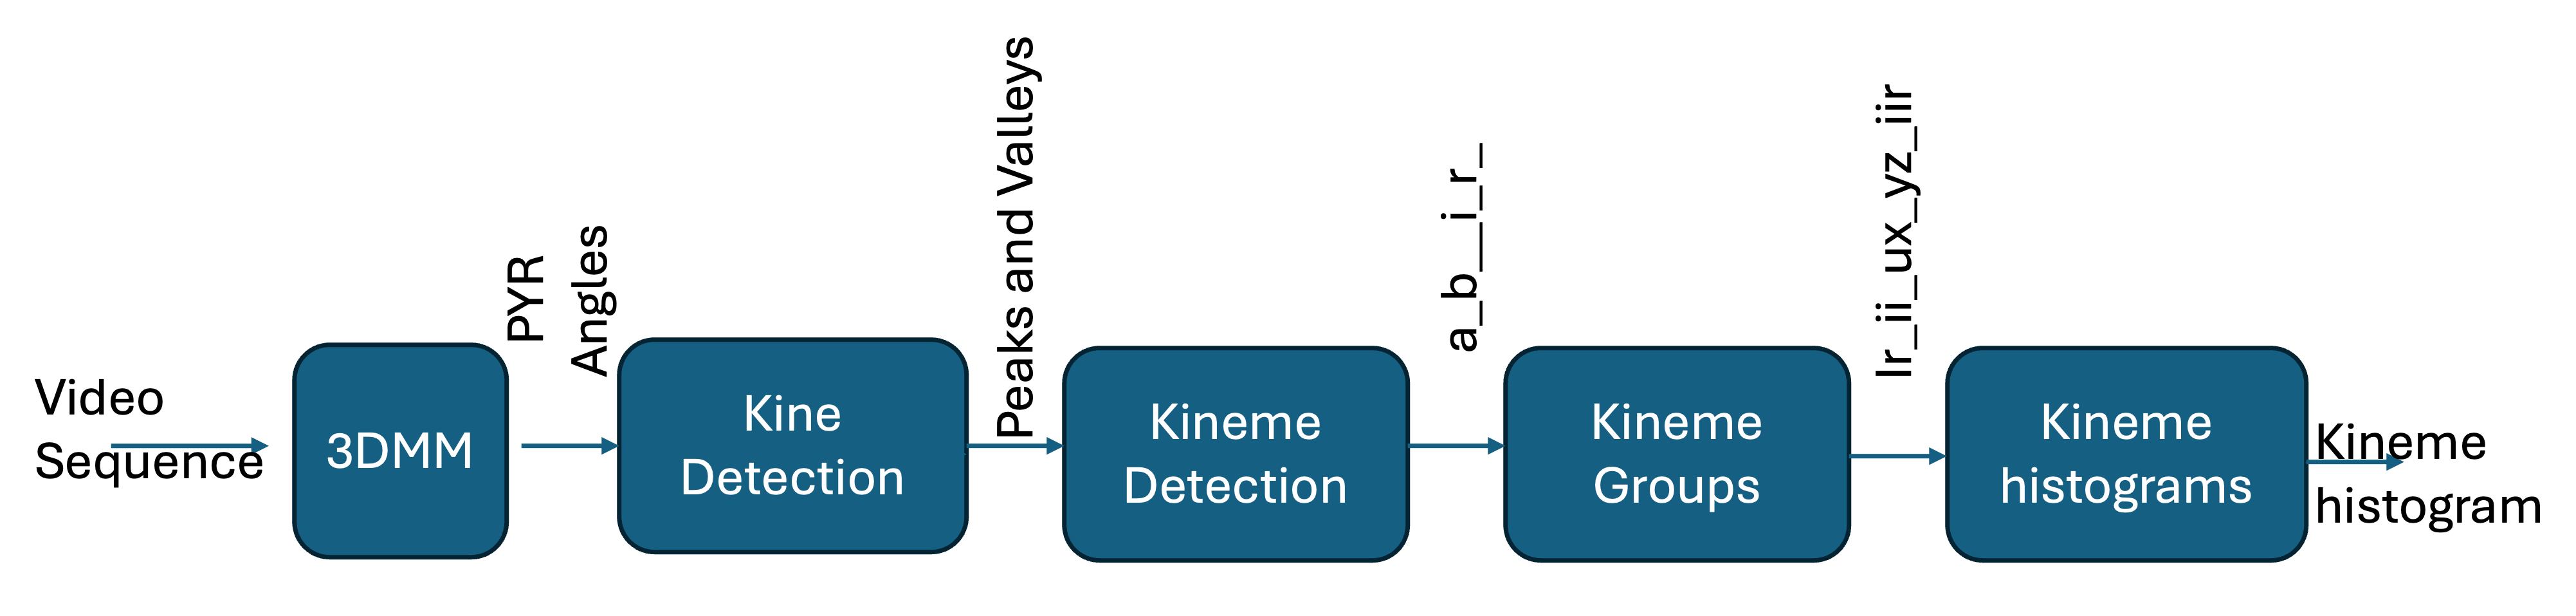 Video
Sequence
3DMM
PYR
Angles
Kine
Detection
Peaks and Valleys
Kineme
Detection
a_b__i_r_
Kineme
Groups
lr_ii_ux_yz_iir
Kineme
histograms
Kineme
histogram